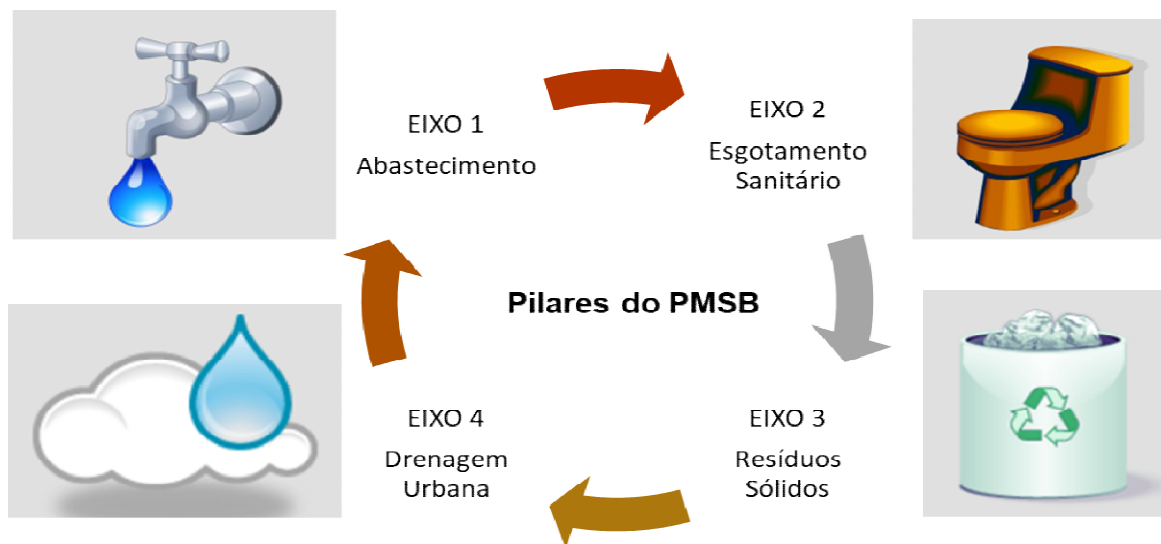 EIXO 1
Abastecimento
EIXO 2
Esgotamento
Sanitário
Pilares do PMSB
EIXO 4
Drenagem
Urbana
EIXO 3
Resíduos
Sólidos